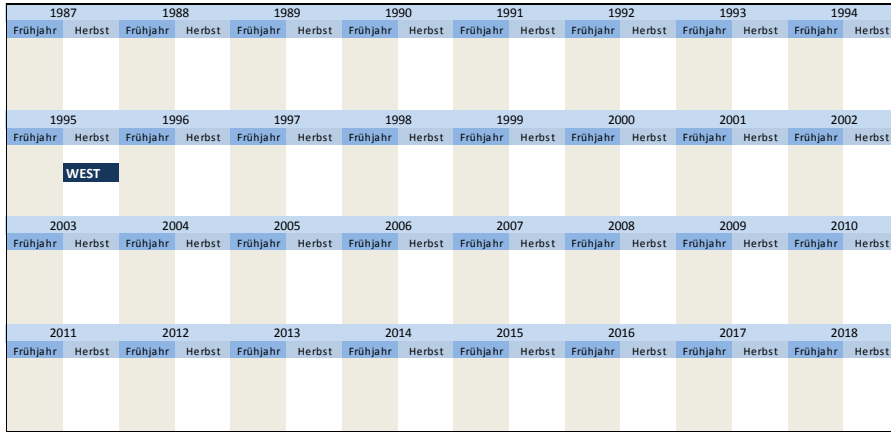 1987 1988 1989 1990 1991 1992 1993 1994
Frühjahr Herbst Frühjahr Herbst Frühjahr Herbst Frühjahr Herbst Frühjahr Herbst Frühjahr Herbst Frühjahr Herbst Frühjahr Herbst
1995 1996 1997 1998 1999 2000 2001 2002
Frühjahr Herbst Frühjahr Herbst Frühjahr Herbst Frühjahr Herbst Frühjahr Herbst Frühjahr Herbst Frühjahr Herbst Frühjahr Herbst
WEST
2003 2004 2005 2006 2007 2008 2009 2010
Frühjahr Herbst Frühjahr Herbst Frühjahr Herbst Frühjahr Herbst Frühjahr Herbst Frühjahr Herbst Frühjahr Herbst Frühjahr Herbst
2011 2012 2013 2014 2015 2016 2017 2018
Frühjahr Herbst Frühjahr Herbst Frühjahr Herbst Frühjahr Herbst Frühjahr Herbst Frühjahr Herbst Frühjahr Herbst Frühjahr Herbst